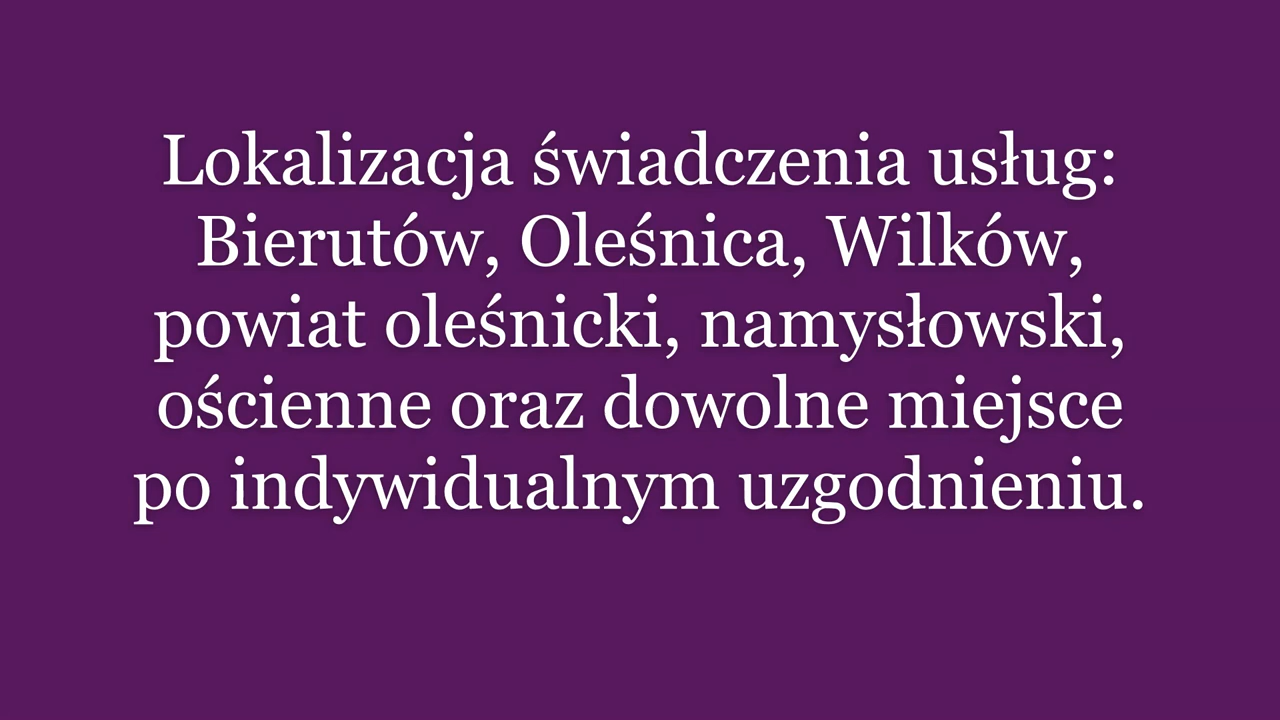 Lokalizacja świadczenia usług:
Bierutów, Oleśnica, Wilków,
powiat oleśnicki, namysłowski,
ościenne oraz dowolne miejsce
po indywidualnym uzgodnieniu.